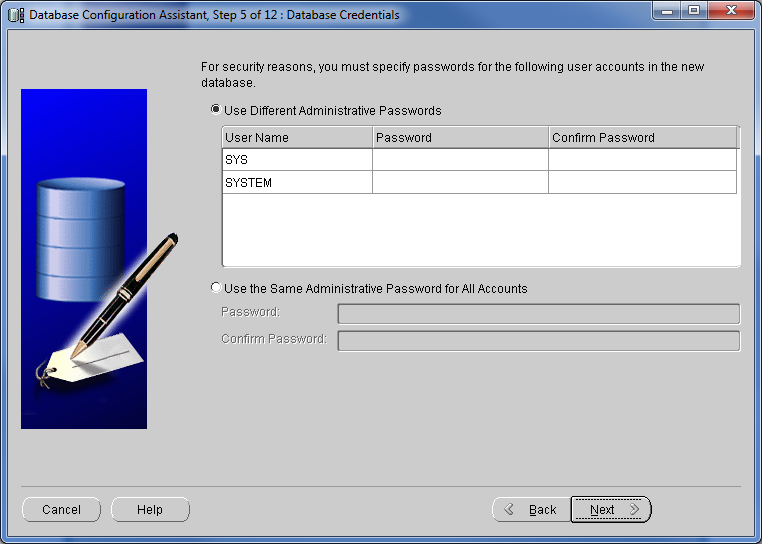 Database Configuration Assistant, Step 5 of 12 : Database Credentials
For security reasons, you must specify passwords for the following user accounts in the new
database.
Use Different Administrative Passwords
User Name Password Confirm Password
SYS
SYSTEM
Use the Same Administrative Password for All Accounts
Password:
Confirm Password:
Cancel Help Back Next